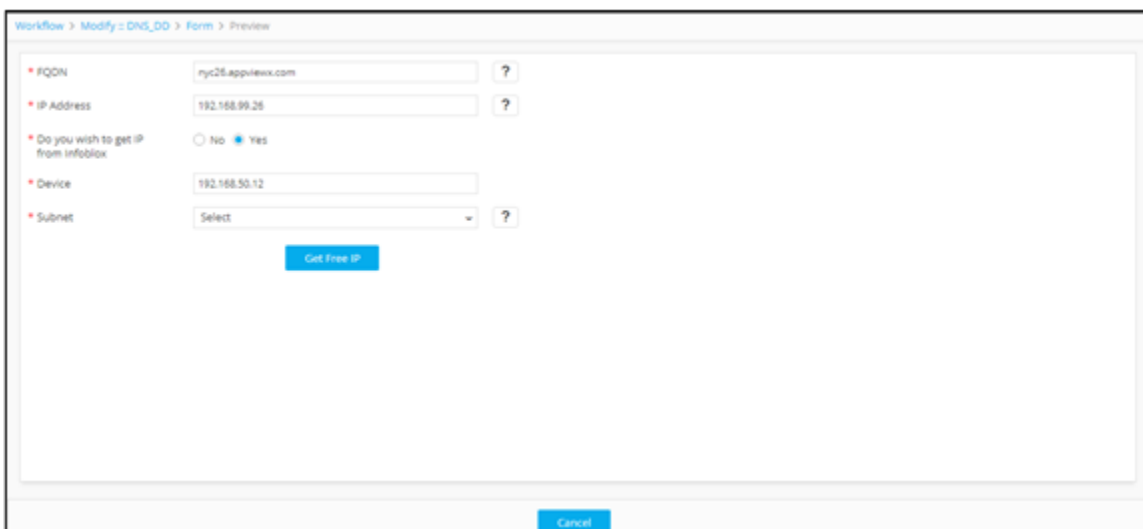 Workflow > Modify :: DNS_DD > Form > Preview
* FQDN nyc26.appviewx.com ?
* IP Address 192.168.99.26 ?
* Do you wish to get IP No Yes
from Infoblox
* Device 192.168.50.12
* Subnet Select ?
Get Free IP
Cancel